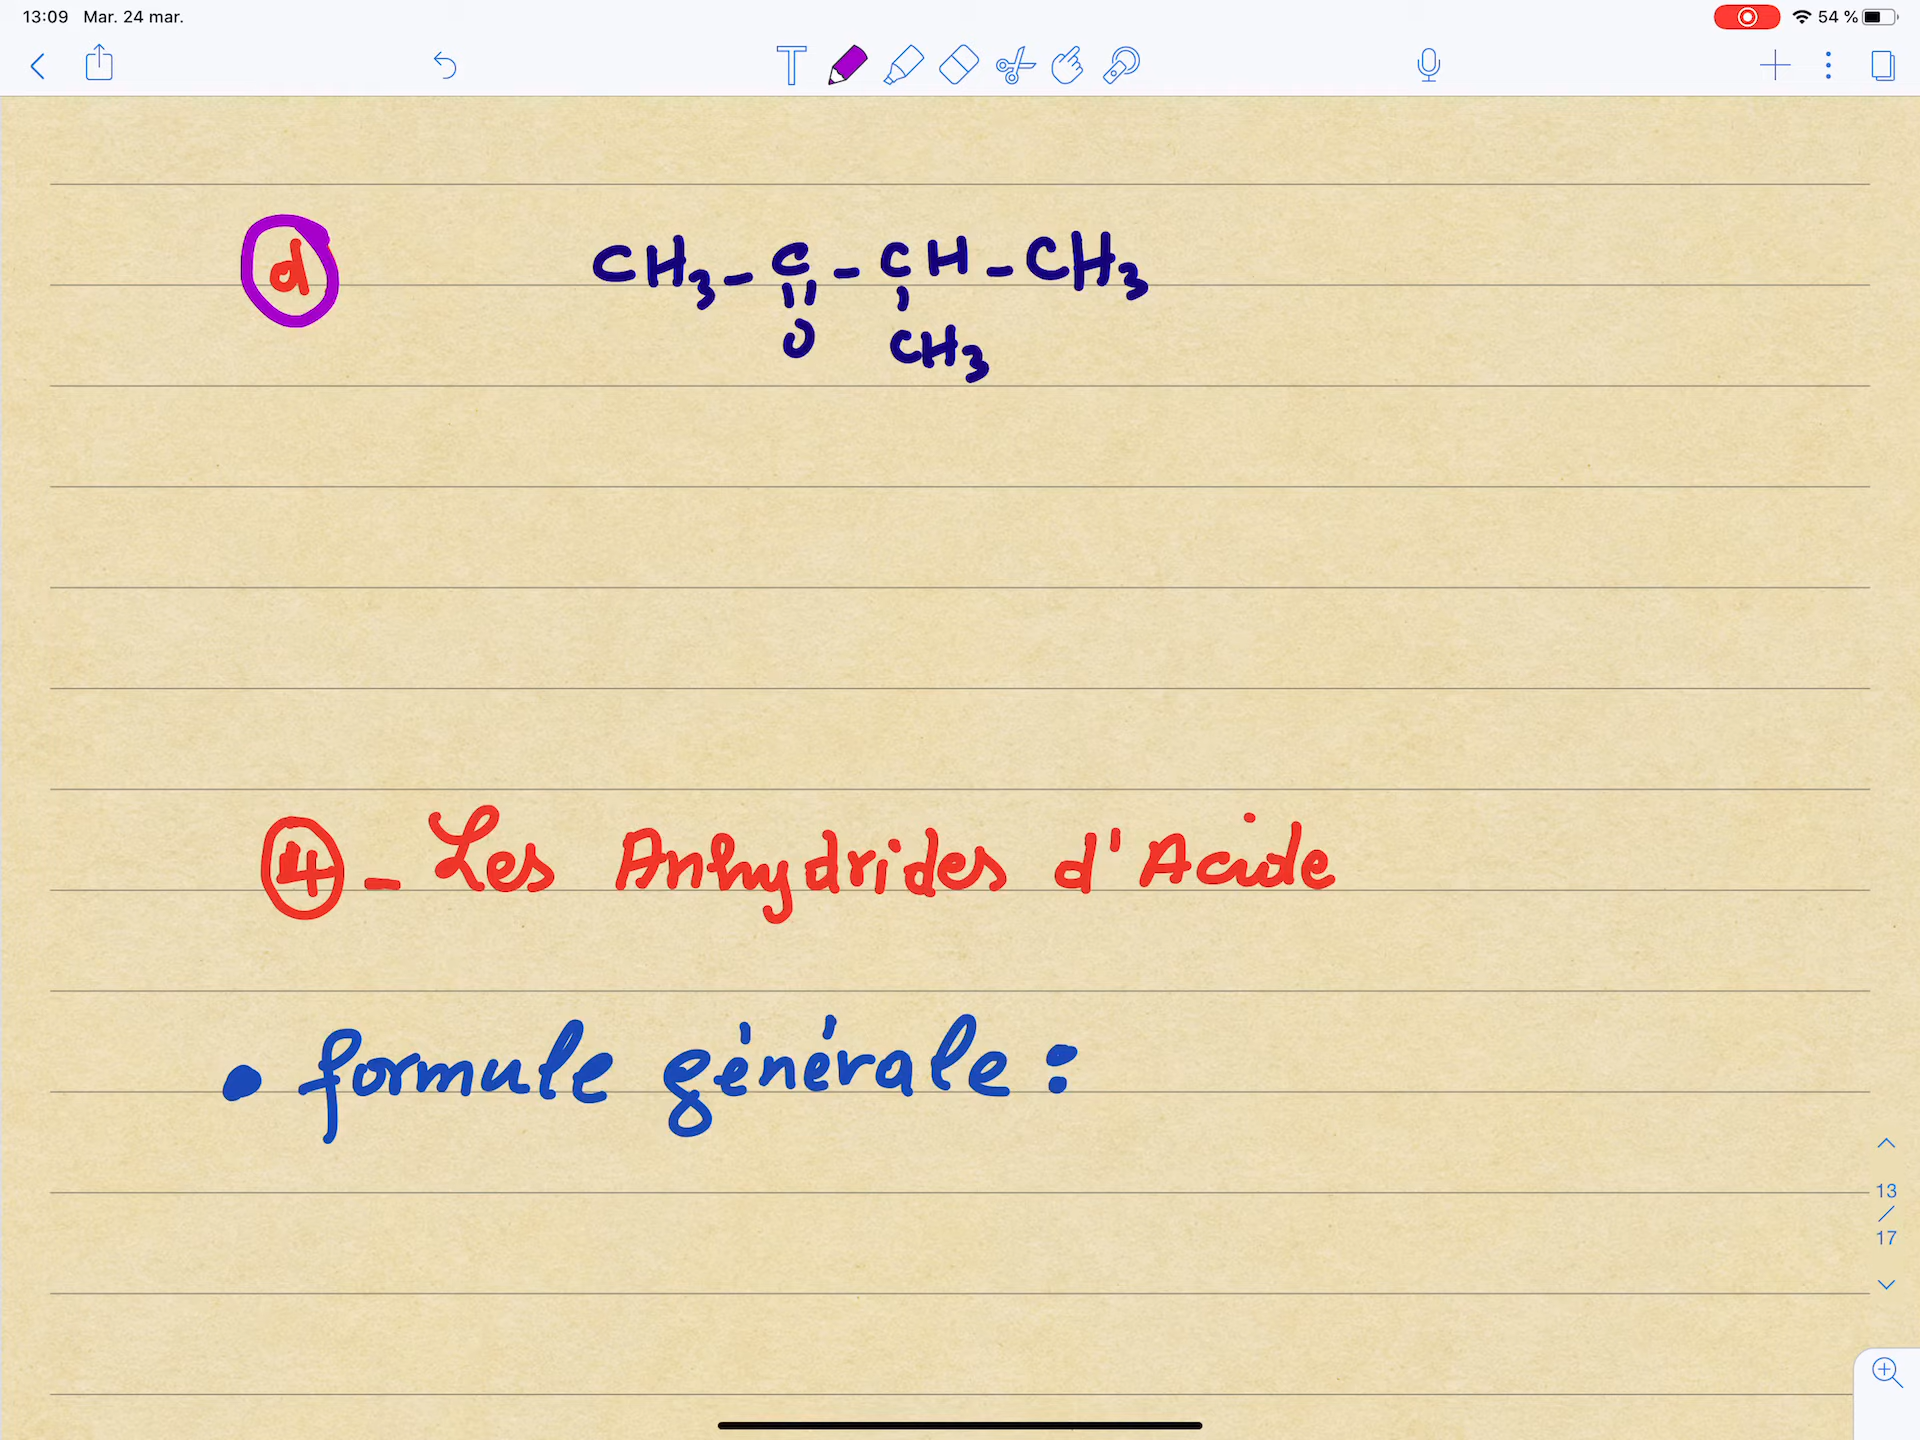 13:09 Mar. 24 mar. 54 %
d CH₃ - C - CH - CH₃
O CH₃
4 - Les Anhydrides d'Acide
• formule générale :
13
/
17